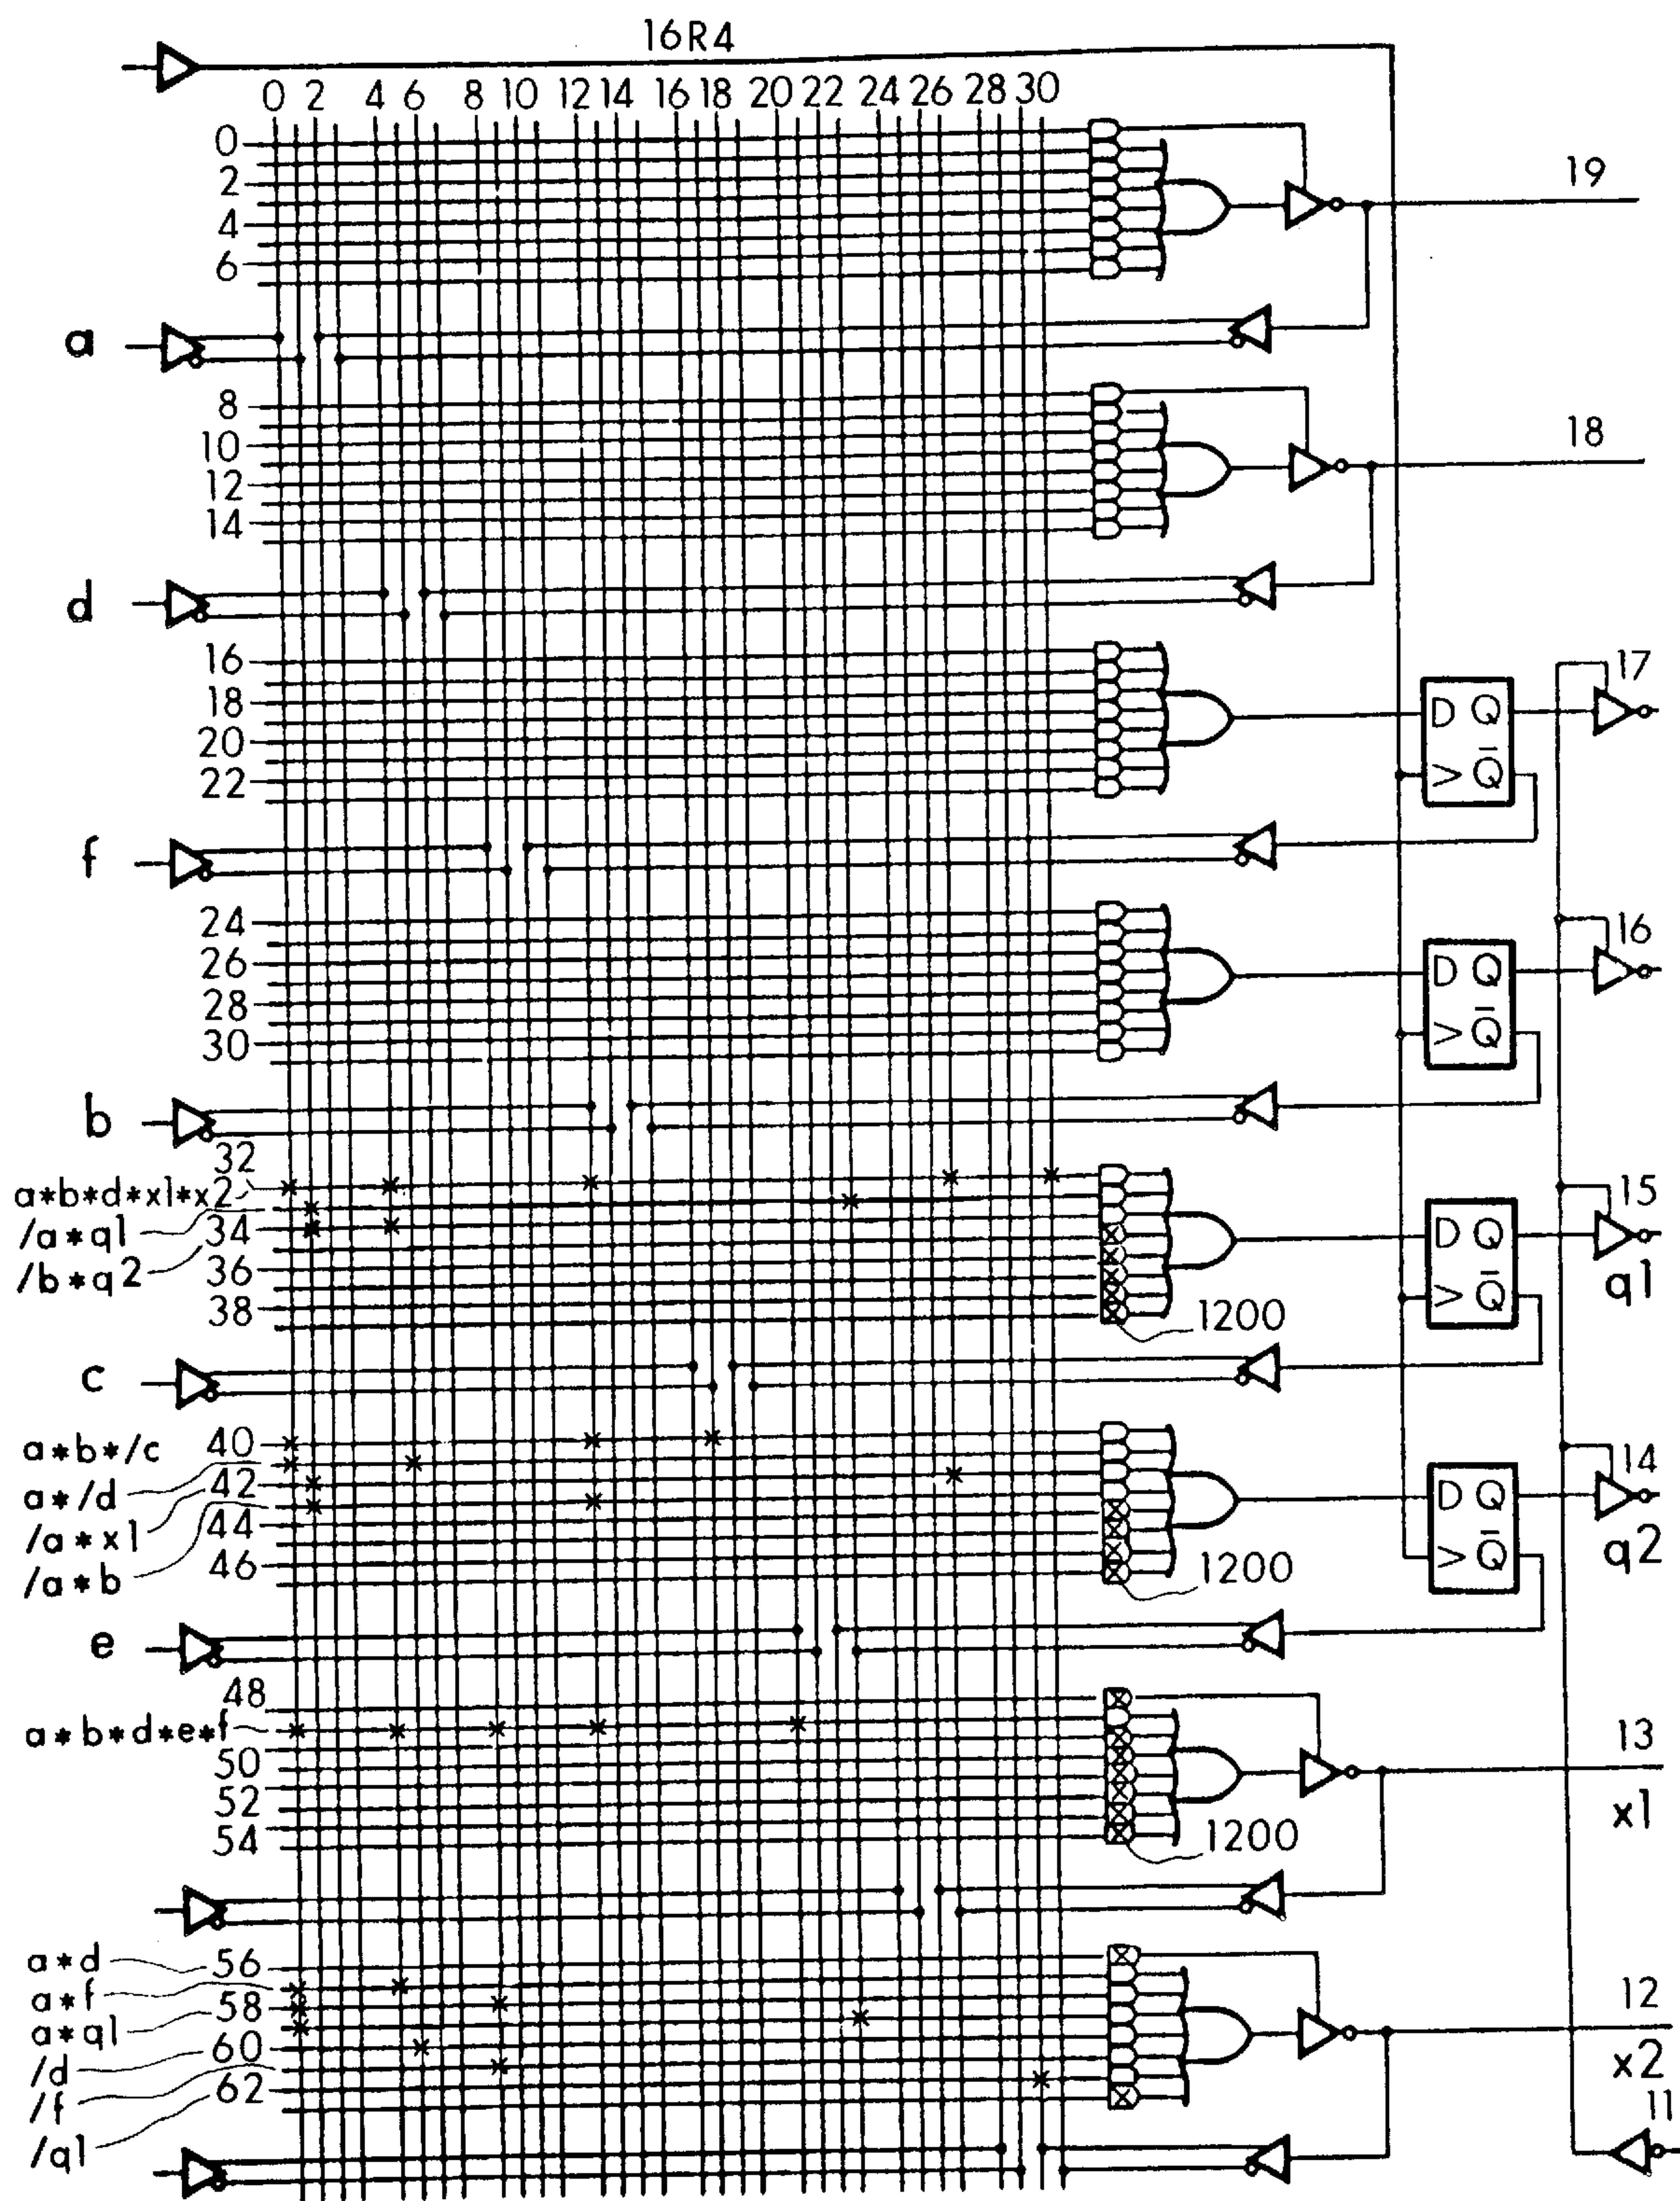 16R4
0 2 4 6 8 10 12 14 16 18 20 22 24 26 28 30
0
2
19
4
6
a
8
18
10
12
14
d
16
17
18
D Q
20
> Q̄
22
f
24
16
26
D Q
28
> Q̄
30
b
32
a*b*d*x1*x2
15
/a*q1
34
D Q
/b*q2
36
> Q̄
q1
38
1200
c
a*b*/c
40
14
a*/d
42
D Q
/a*x1
44
> Q̄
q2
/a*b
46
1200
e
48
a*b*d*e*f
13
50
52
x1
54
1200
a*d
56
a*f
58
12
a*q1
60
x2
/d
62
11
/f
/q1